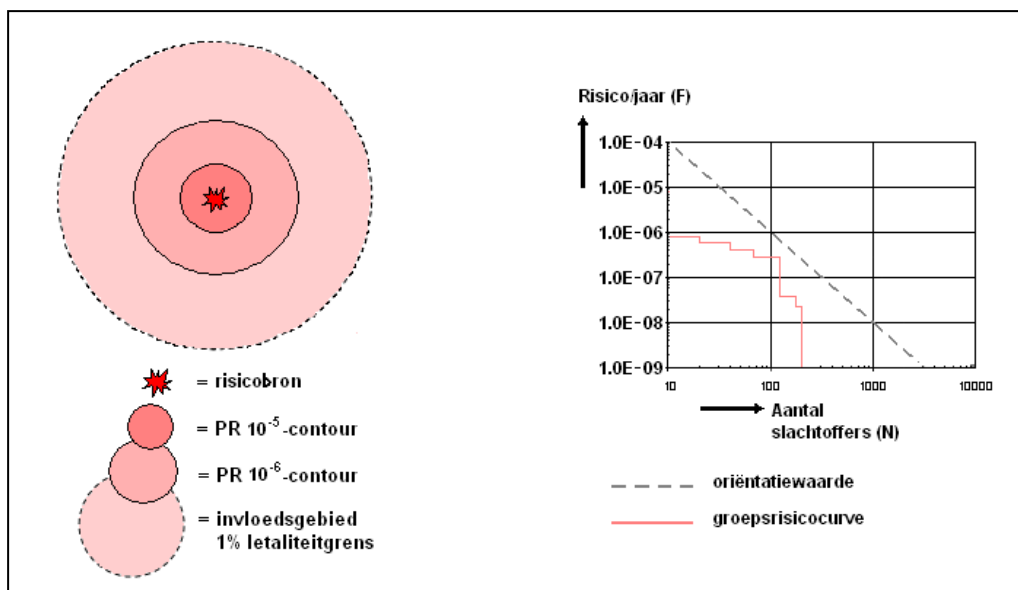 = risicobron
= PR 10-5-contour
= PR 10-6-contour
= invloedsgebied
1% letaliteitgrens
Risico/jaar (F)
1.0E-04
1.0E-05
1.0E-06
1.0E-07
1.0E-08
1.0E-09
10 100 1000 10000
Aantal
slachtoffers (N)
oriëntatiewaarde
groepsrisicocurve